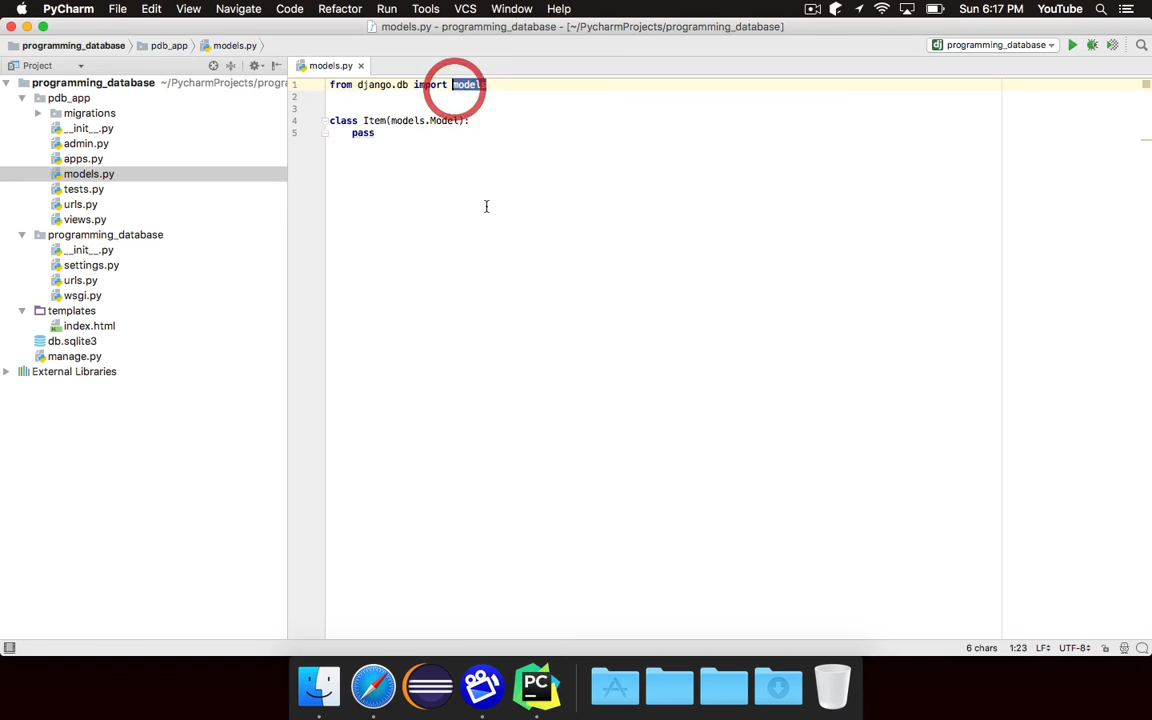 PyCharm File Edit View Navigate Code Refactor Run Tools VCS Window Help Sun 6:17 PM YouTube
models.py - programming_database - [~/PycharmProjects/programming_database]
programming_database pdb_app models.py programming_database
Project models.py
programming_database ~/PycharmProjects/progra
pdb_app
migrations
__init__.py
admin.py
apps.py
models.py
tests.py
urls.py
views.py
programming_database
__init__.py
settings.py
urls.py
wsgi.py
templates
index.html
db.sqlite3
manage.py
External Libraries
1 from django.db import models
2
3
4 class Item(models.Model):
5 pass
6 chars 1:23 LF UTF-8
PC